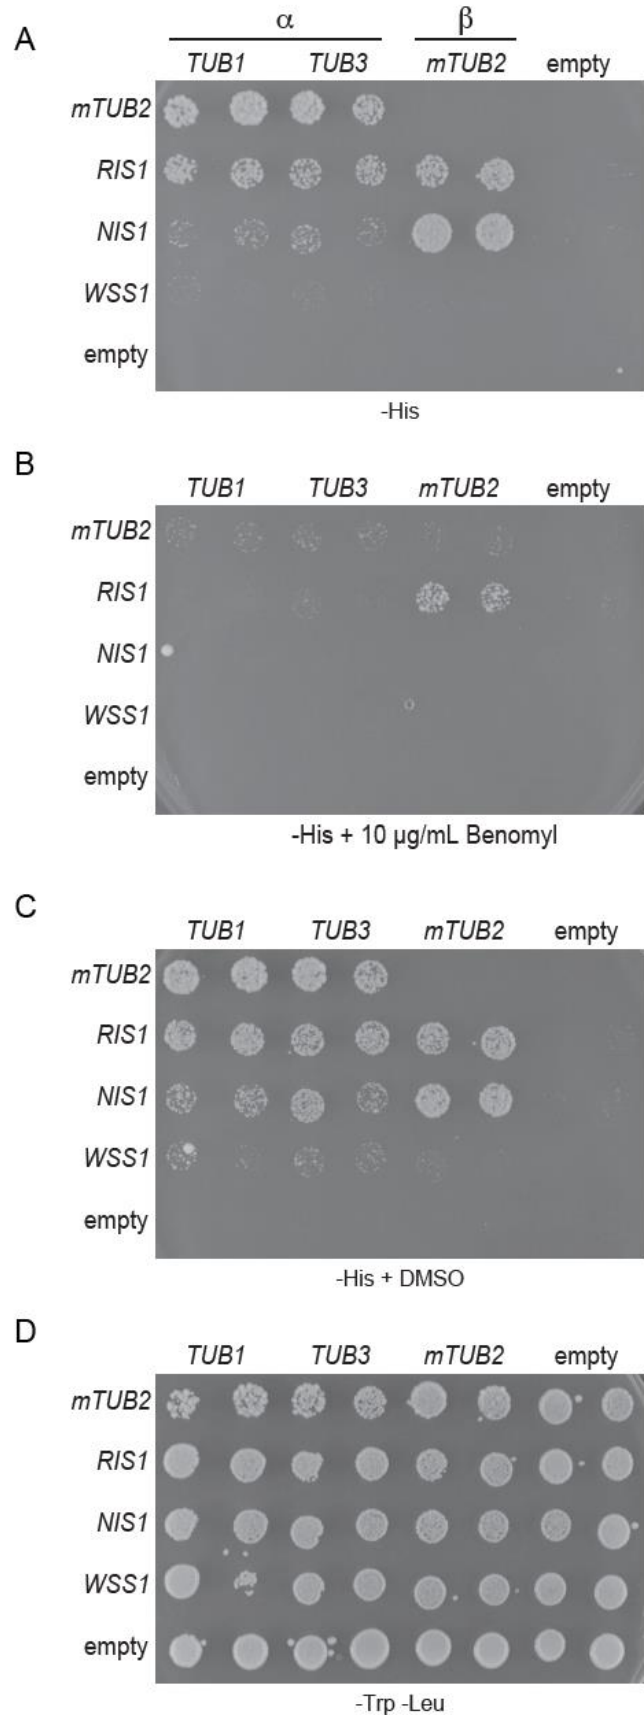 A
α β
TUB1 TUB3 mTUB2 empty
mTUB2
RIS1
NIS1
WSS1
empty
-His
B
TUB1 TUB3 mTUB2 empty
mTUB2
RIS1
NIS1
WSS1
empty
-His + 10 µg/mL Benomyl
C
TUB1 TUB3 mTUB2 empty
mTUB2
RIS1
NIS1
WSS1
empty
-His + DMSO
D
TUB1 TUB3 mTUB2 empty
mTUB2
RIS1
NIS1
WSS1
empty
-Trp -Leu